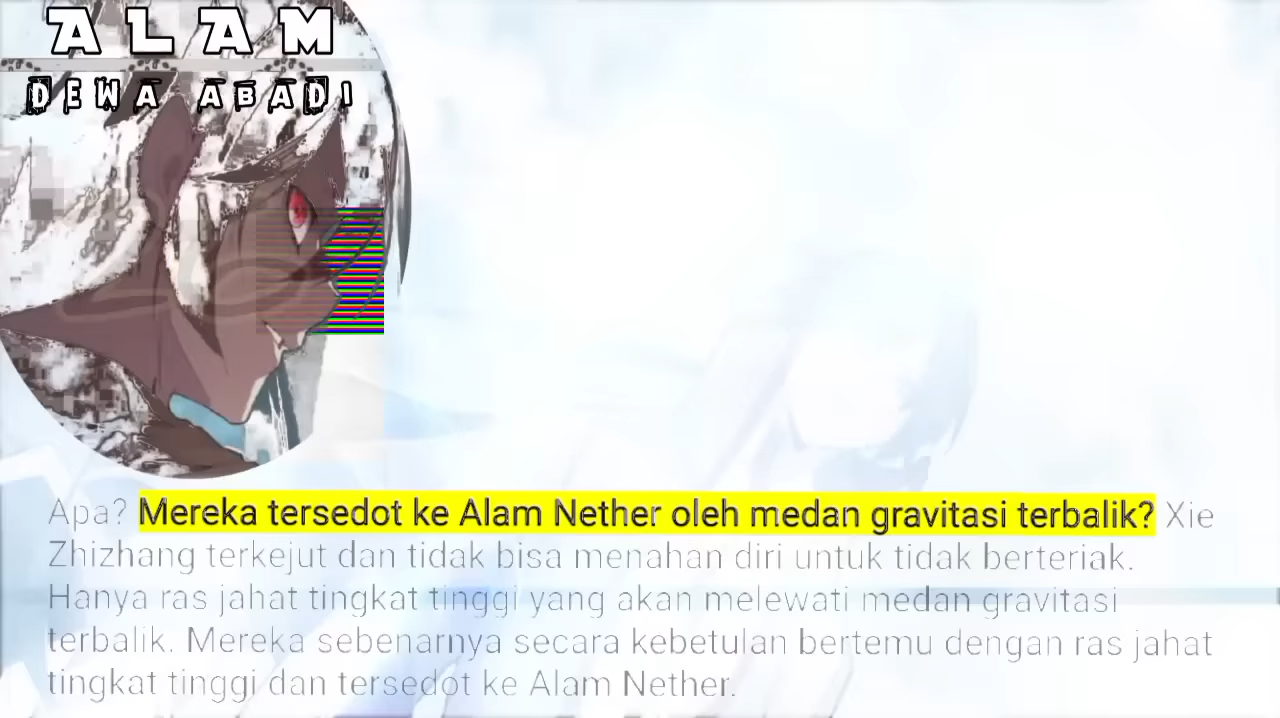 ALAM
DEWA ABADI
Apa? Mereka tersedot ke Alam Nether oleh medan gravitasi terbalik? Xie
Zhizhang terkejut dan tidak bisa menahan diri untuk tidak berteriak.
Hanya ras jahat tingkat tinggi yang akan melewati medan gravitasi
terbalik. Mereka sebenarnya secara kebetulan bertemu dengan ras jahat
tingkat tinggi dan tersedot ke Alam Nether.